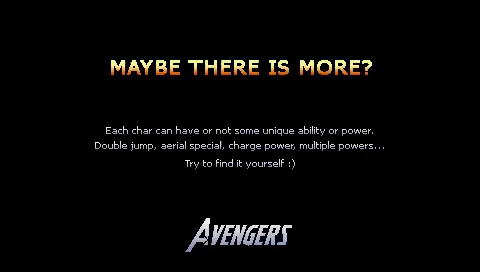 MAYBE THERE IS MORE?
Each char can have or not some unique ability or power.
Double jump, aerial special, charge power, multiple powers...
Try to find it yourself :)
AVENGERS